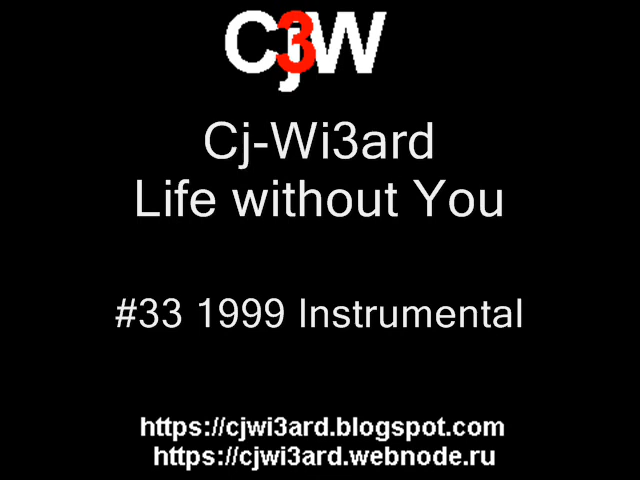 Cj3W
Cj-Wi3ard
Life without You
#33 1999 Instrumental
https://cjwi3ard.blogspot.com
https://cjwi3ard.webnode.ru